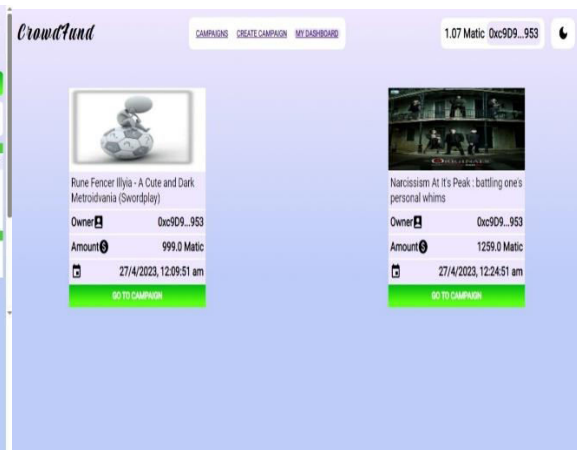 CrowdFund
CAMPAIGNS CREATE CAMPAIGN MY DASHBOARD
1.07 Matic 0xc9D9...953
Rune Fencer Illyia - A Cute and Dark
Metroidvania (Swordplay)
Owner 0xc9D9...953
Amount 999.0 Matic
27/4/2023, 12:09:51 am
GO TO CAMPAIGN
ORIGINALS
Narcissism At It's Peak : battling one's
personal whims
Owner 0xc9D9...953
Amount 1259.0 Matic
27/4/2023, 12:24:51 am
GO TO CAMPAIGN